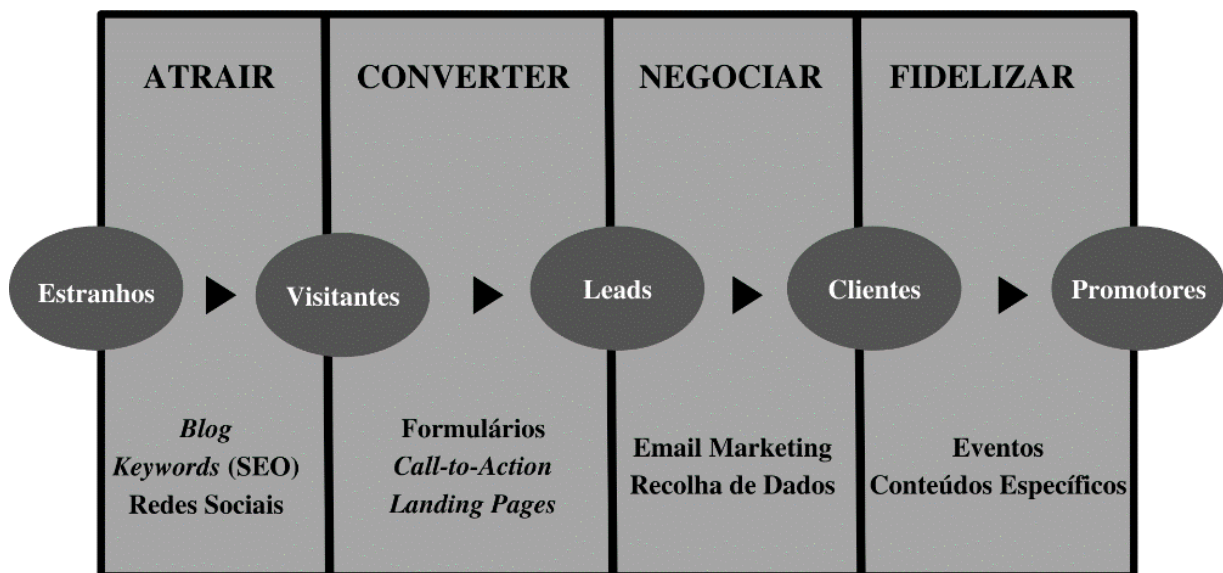 ATRAIR
CONVERTER
NEGOCIAR
FIDELIZAR
Estranhos
Visitantes
Leads
Clientes
Promotores
Blog
Keywords (SEO)
Redes Sociais
Formulários
Call-to-Action
Landing Pages
Email Marketing
Recolha de Dados
Eventos
Conteúdos Específicos